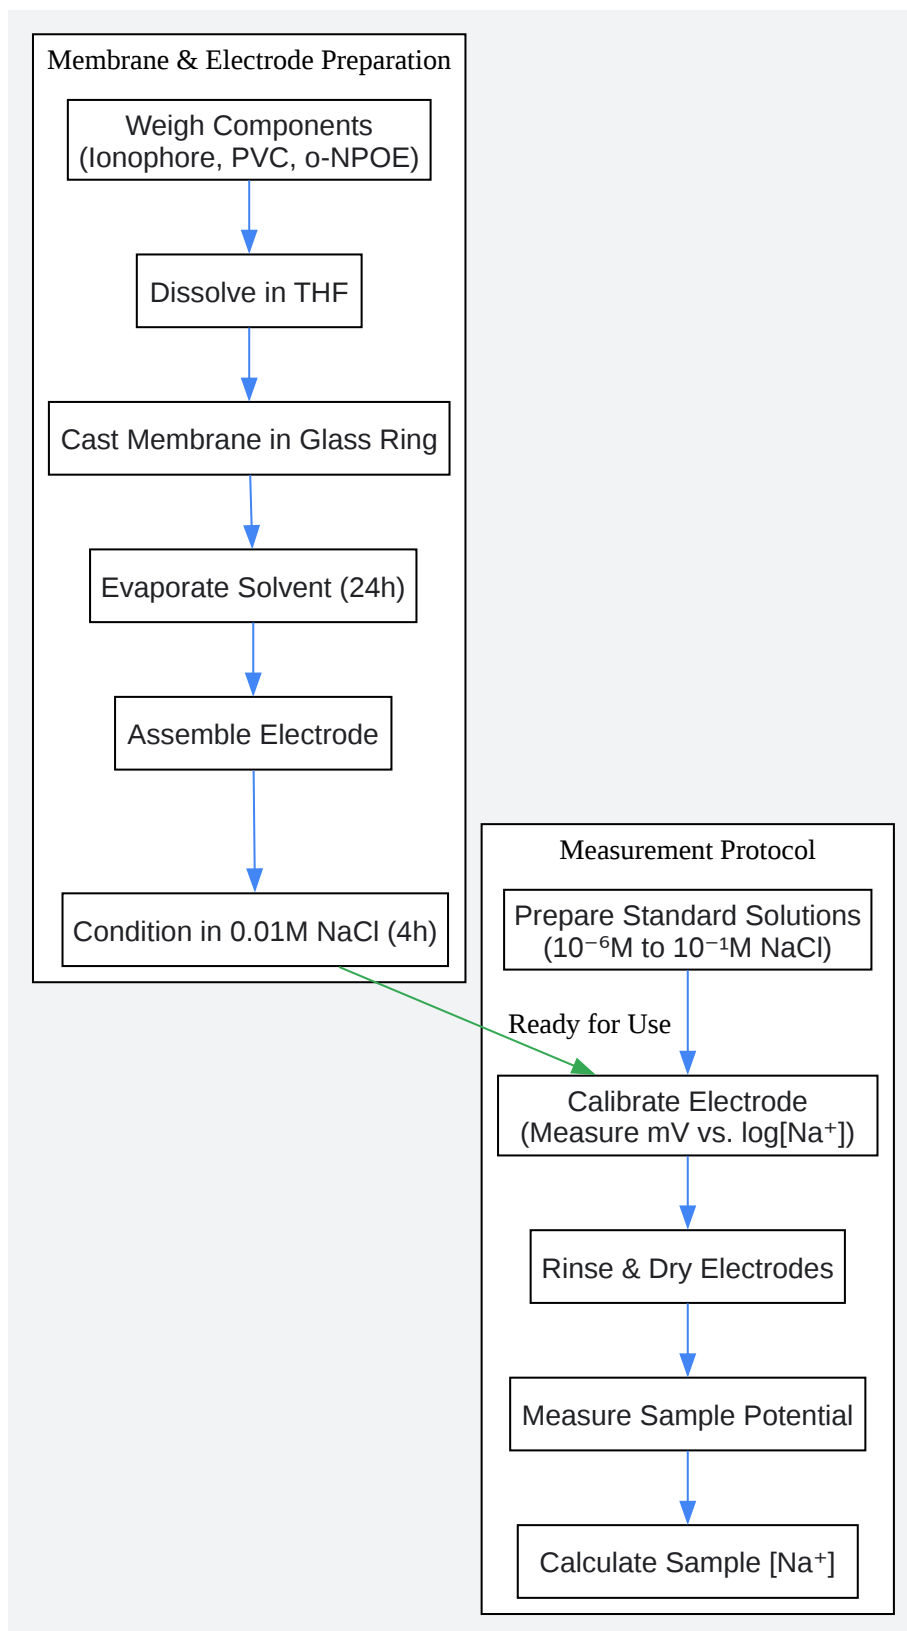 Membrane & Electrode Preparation
Weigh Components
(Ionophore, PVC, o-NPOE)
Dissolve in THF
Cast Membrane in Glass Ring
Evaporate Solvent (24h)
Assemble Electrode
Condition in 0.01M NaCl (4h)
Measurement Protocol
Prepare Standard Solutions
(10⁻⁶M to 10⁻¹M NaCl)
Ready for Use
Calibrate Electrode
(Measure mV vs. log[Na⁺])
Rinse & Dry Electrodes
Measure Sample Potential
Calculate Sample [Na⁺]